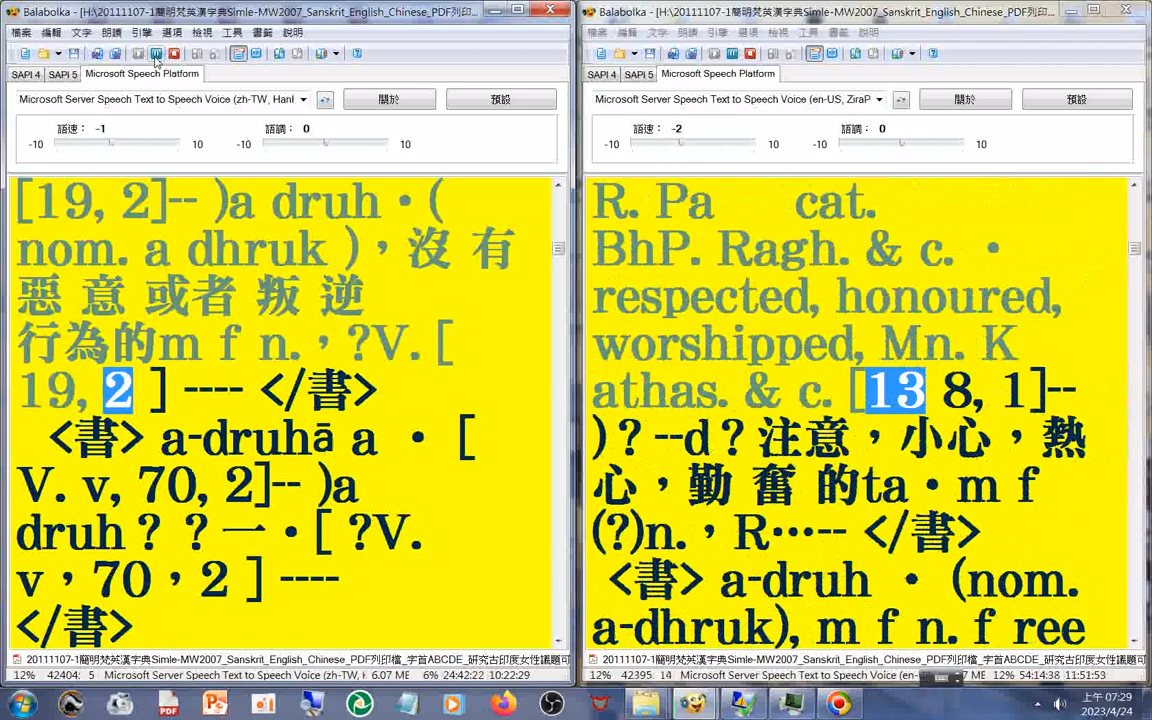 Balabolka - [H:\20111107-1簡明梵英漢字典Simle-MW2007_Sanskrit_English_Chinese_PDF列印...
檔案 編輯 文字 朗讀 引擎 選項 檢視 工具 書籤 說明
SAPI 4 SAPI 5 Microsoft Speech Platform
Microsoft Server Speech Text to Speech Voice (zh-TW, HanH
關於 預設
語速： -1 語調： 0
-10 10 -10 10
[19, 2]-- )a druh•(
nom. a dhruk )，沒 有
惡 意 或者 叛 逆
行為的m f n.，?V. [
19, 2 ] ---- </書>
<書> a-druhā a • [
V. v, 70, 2]-- )a
druh？ ？一•[ ?V.
v，70，2 ] ----
</書>
20111107-1簡明梵英漢字典Simle-MW2007_Sanskrit_English_Chinese_PDF列印檔_字首ABCDE_研究古印度女性議題可
12% 42404: 5 Microsoft Server Speech Text to Speech Voice (zh-TW, H 6.07 MB 6% 24:42:22 10:22:29
Balabolka - [H:\20111107-1簡明梵英漢字典Simle-MW2007_Sanskrit_English_Chinese_PDF列印...
檔案 編輯 文字 朗讀 引擎 選項 檢視 工具 書籤 說明
SAPI 4 SAPI 5 Microsoft Speech Platform
Microsoft Server Speech Text to Speech Voice (en-US, ZiraP
關於 預設
語速： -2 語調： 0
-10 10 -10 10
R. Pa cat.
BhP. Ragh. & c. •
respected, honoured,
worshipped, Mn. K
athas. & c. [13 8, 1]--
)？--d？注意，小心，熱
心，勤 奮 的ta•m f
(?)n.，R…-- </書>
<書> a-druh • (nom.
a-dhruk), m f n. f ree
20111107-1簡明梵英漢字典Simle-MW2007_Sanskrit_English_Chinese_PDF列印檔_字首ABCDE_研究古印度女性議題可
12% 42395: 14 Microsoft Server Speech Text to Speech Voice (en- 12% 54:14:38 11:51:53
上午 07:29
2023/4/24